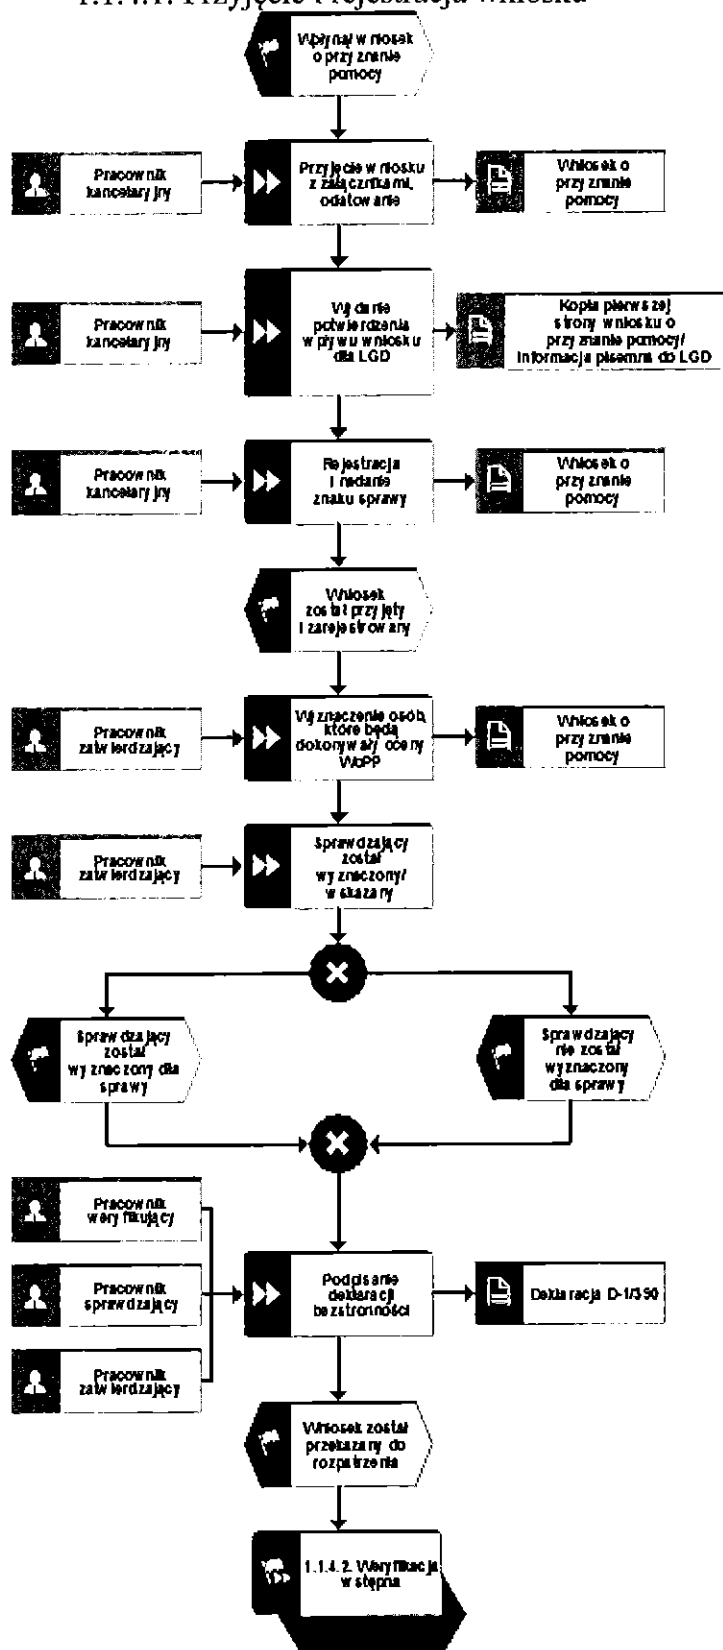 1.1.4.1. Przyjęcie i rejestracja wniosku
Wpłynął wniosek
o przyznanie
pomocy
Pracownik
kancelaryjny
Przyjęcie wniosku
z załącznikami,
odatowanie
Wniosek o
przyznanie
pomocy
Pracownik
kancelaryjny
Wydanie
potwierdzenia
wpływu wniosku
dla LGD
Kopia pierwszej
strony wniosku o
przyznanie pomocy/
informacja pisemna do LGD
Pracownik
kancelaryjny
Rejestracja
i nadanie
znaku sprawy
Wniosek o
przyznanie
pomocy
Wniosek
został przyjęty
i zarejestrowany
Pracownik
zatwierdzający
Wyznaczenie osób,
które będą
dokonywały oceny
WoPP
Wniosek o
przyznanie
pomocy
Pracownik
zatwierdzający
Sprawdzający
został
wyznaczony/
wskazany
Sprawdzający
został
wyznaczony dla
sprawy
Sprawdzający
nie został
wyznaczony
dla sprawy
Pracownik
weryfikujący
Pracownik
sprawdzający
Pracownik
zatwierdzający
Podpisanie
deklaracji
bezstronności
Deklaracja D-1/390
Wniosek został
przekazany do
rozpatrzenia
1.1.4.2. Weryfikacja
wstępna